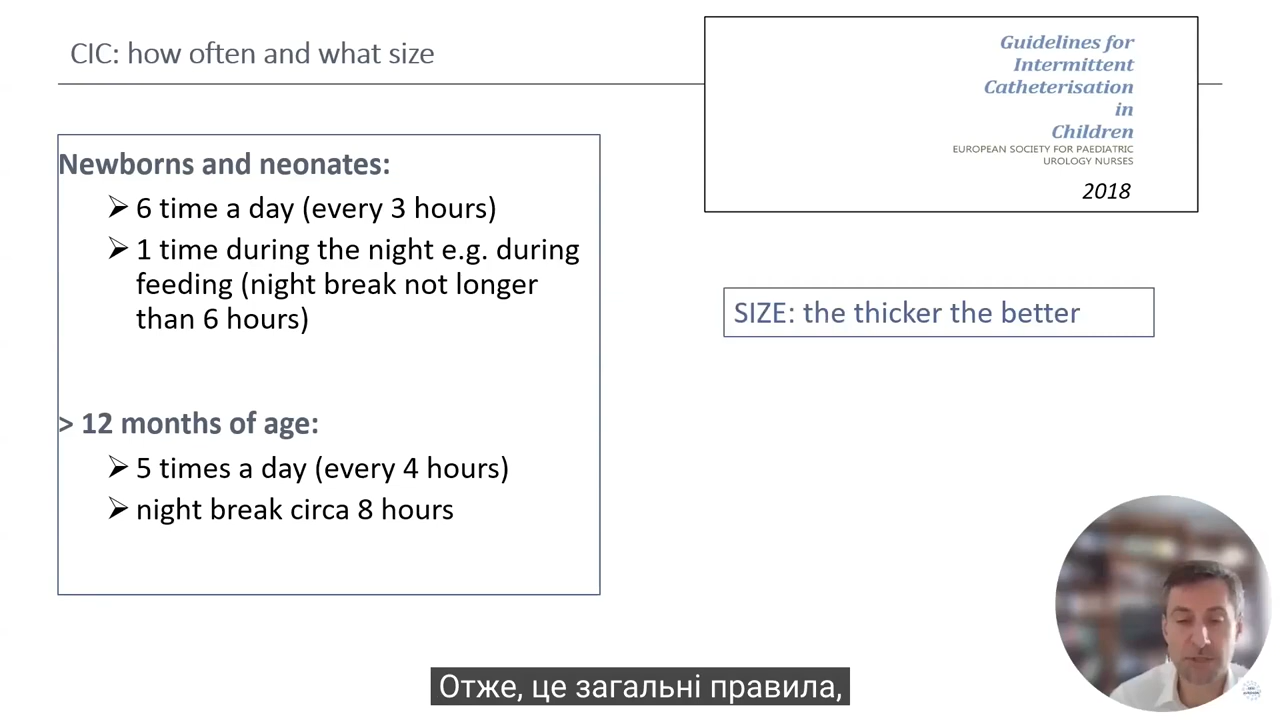 CIC: how often and what size
Guidelines for
Intermittent
Catheterisation
in
Children
EUROPEAN SOCIETY FOR PAEDIATRIC
UROLOGY NURSES
2018
Newborns and neonates:
➢ 6 time a day (every 3 hours)
➢ 1 time during the night e.g. during
feeding (night break not longer
than 6 hours)
> 12 months of age:
➢ 5 times a day (every 4 hours)
➢ night break circa 8 hours
SIZE: the thicker the better
Отже, це загальні правила,